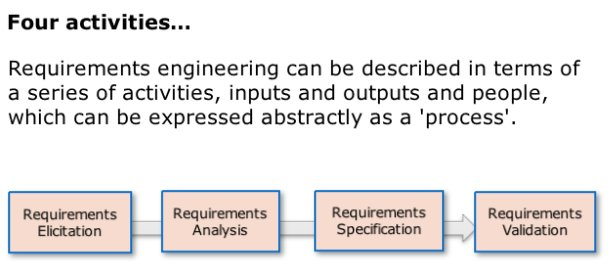 Four activities...
Requirements engineering can be described in terms of
a series of activities, inputs and outputs and people,
which can be expressed abstractly as a 'process'.
Requirements
Elicitation
Requirements
Analysis
Requirements
Specification
Requirements
Validation